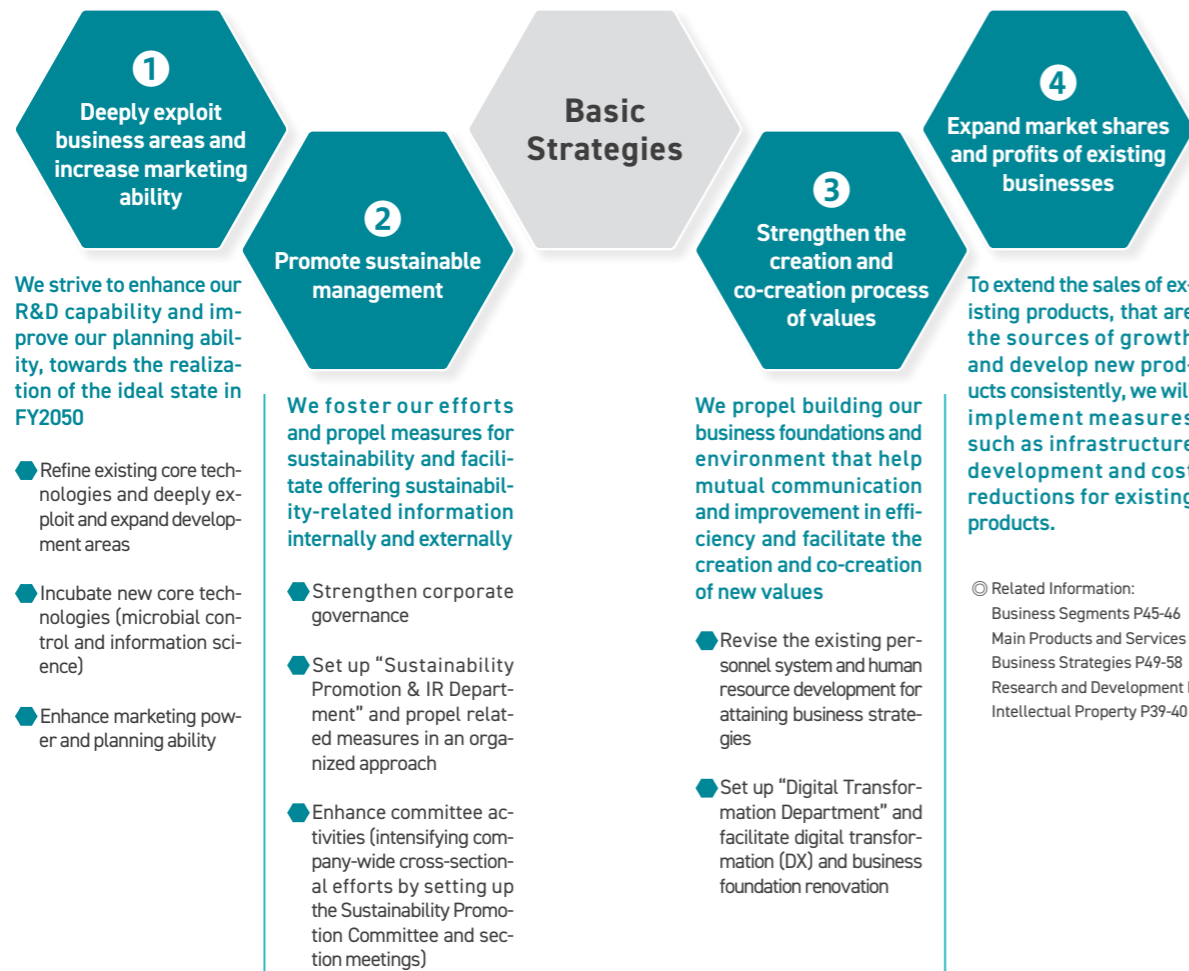 1
Deeply exploit
business areas and
increase marketing
ability
We strive to enhance our
R&D capability and im-
prove our planning abil-
ity, towards the realiza-
tion of the ideal state in
FY2050
Refine existing core tech-
nologies and deeply ex-
ploit and expand develop-
ment areas
Incubate new core tech-
nologies (microbial con-
trol and information sci-
ence)
Enhance marketing pow-
er and planning ability
2
Promote sustainable
management
We foster our efforts
and propel measures for
sustainability and facili-
tate offering sustainabil-
ity-related information
internally and externally
Strengthen corporate
governance
Set up “Sustainability
Promotion & IR Depart-
ment” and propel relat-
ed measures in an orga-
nized approach
Enhance committee ac-
tivities (intensifying com-
pany-wide cross-section-
al efforts by setting up
the Sustainability Promo-
tion Committee and sec-
tion meetings)
Basic
Strategies
3
Strengthen the
creation and
co-creation process
of values
We propel building our
business foundations and
environment that help
mutual communication
and improvement in effi-
ciency and facilitate the
creation and co-creation
of new values
Revise the existing per-
sonnel system and human
resource development for
attaining business strate-
gies
Set up “Digital Transfor-
mation Department” and
facilitate digital transfor-
mation (DX) and business
foundation renovation
4
Expand market shares
and profits of existing
businesses
To extend the sales of ex-
isting products, that are
the sources of growth
and develop new prod-
ucts consistently, we will
implement measures
such as infrastructure
development and cost
reductions for existing
products.
◎ Related Information:
Business Segments P45-46
Main Products and Services
Business Strategies P49-58
Research and Development
Intellectual Property P39-40